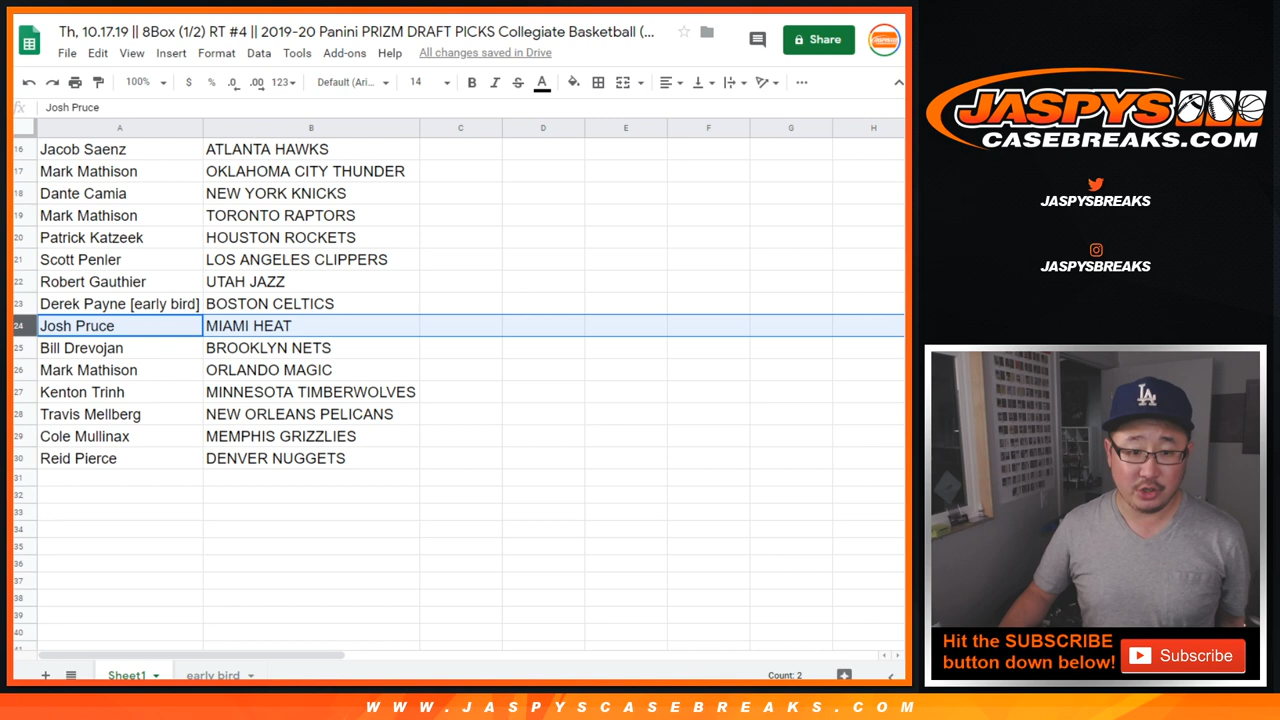 Th, 10.17.19 || 8Box (1/2) RT #4 || 2019-20 Panini PRIZM DRAFT PICKS Collegiate Basketball (...
Share
File Edit View Insert Format Data Tools Add-ons Help All changes saved in Drive
100% $ % .0 .00 123 Default (Ari... 14 B I S A ...
fx Josh Pruce
A B C D E F G H
16 Jacob Saenz ATLANTA HAWKS
17 Mark Mathison OKLAHOMA CITY THUNDER
18 Dante Camia NEW YORK KNICKS
19 Mark Mathison TORONTO RAPTORS
20 Patrick Katzeek HOUSTON ROCKETS
21 Scott Penler LOS ANGELES CLIPPERS
22 Robert Gauthier UTAH JAZZ
23 Derek Payne [early bird] BOSTON CELTICS
24 Josh Pruce MIAMI HEAT
25 Bill Drevojan BROOKLYN NETS
26 Mark Mathison ORLANDO MAGIC
27 Kenton Trinh MINNESOTA TIMBERWOLVES
28 Travis Mellberg NEW ORLEANS PELICANS
29 Cole Mullinax MEMPHIS GRIZZLIES
30 Reid Pierce DENVER NUGGETS
31
32
33
34
35
36
37
38
39
40
41
+ Sheet1 early bird Count: 2
JASPYS
CASEBREAKS.COM
JASPYSBREAKS
JASPYSBREAKS
LA
Hit the SUBSCRIBE
button down below!
Subscribe
WWW.JASPYSCASEBREAKS.COM